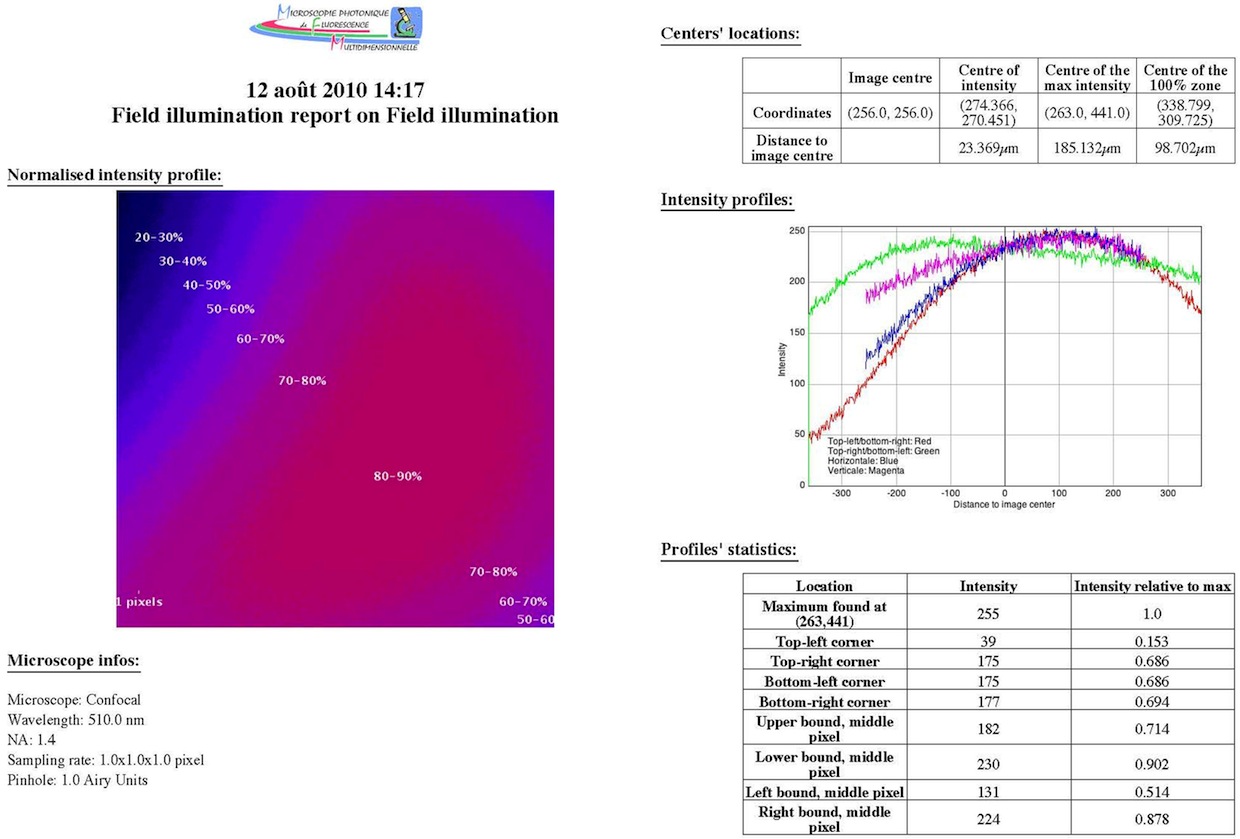 MICROSCOPIE PHOTONIQUE
de FLUORESCENCE
MULTIDIMENSIONNELLE
12 août 2010 14:17
Field illumination report on Field illumination
Normalised intensity profile:
20-30%
30-40%
40-50%
50-60%
60-70%
70-80%
80-90%
70-80%
1 pixels
60-70%
50-60
Microscope infos:
Microscope: Confocal
Wavelength: 510.0 nm
NA: 1.4
Sampling rate: 1.0x1.0x1.0 pixel
Pinhole: 1.0 Airy Units
Centers' locations:
Image centre Centre of intensity Centre of the max intensity Centre of the 100% zone
Coordinates (256.0, 256.0) (274.366, 270.451) (263.0, 441.0) (338.799, 309.725)
Distance to image centre 23.369µm 185.132µm 98.702µm
Intensity profiles:
250
200
150
100
50
0
Intensity
Top-left/bottom-right: Red
Top-right/bottom-left: Green
Horizontale: Blue
Verticale: Magenta
-300 -200 -100 0 100 200 300
Distance to image center
Profiles' statistics:
Location Intensity Intensity relative to max
Maximum found at (263,441) 255 1.0
Top-left corner 39 0.153
Top-right corner 175 0.686
Bottom-left corner 175 0.686
Bottom-right corner 177 0.694
Upper bound, middle pixel 182 0.714
Lower bound, middle pixel 230 0.902
Left bound, middle pixel 131 0.514
Right bound, middle pixel 224 0.878